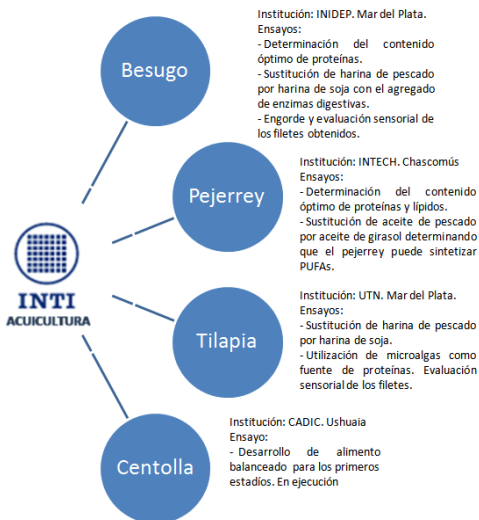 Besugo
Institución: INIDEP. Mar del Plata.
Ensayos:
- Determinación del contenido
óptimo de proteínas.
- Sustitución de harina de pescado
por harina de soja con el agregado
de enzimas digestivas.
- Engorde y evaluación sensorial de
los filetes obtenidos.
Pejerrey
Institución: INTECH. Chascomús
Ensayos:
- Determinación del contenido
óptimo de proteínas y lípidos.
- Sustitución de aceite de pescado
por aceite de girasol determinando
que el pejerrey puede sintetizar
PUFAs.
INTI
ACUICULTURA
Tilapia
Institución: UTN. Mar del Plata.
Ensayos:
- Sustitución de harina de pescado
por harina de soja.
- Utilización de microalgas como
fuente de proteínas. Evaluación
sensorial de los filetes.
Centolla
Institución: CADIC. Ushuaia
Ensayo:
- Desarrollo de alimento
balanceado para los primeros
estadíos. En ejecución